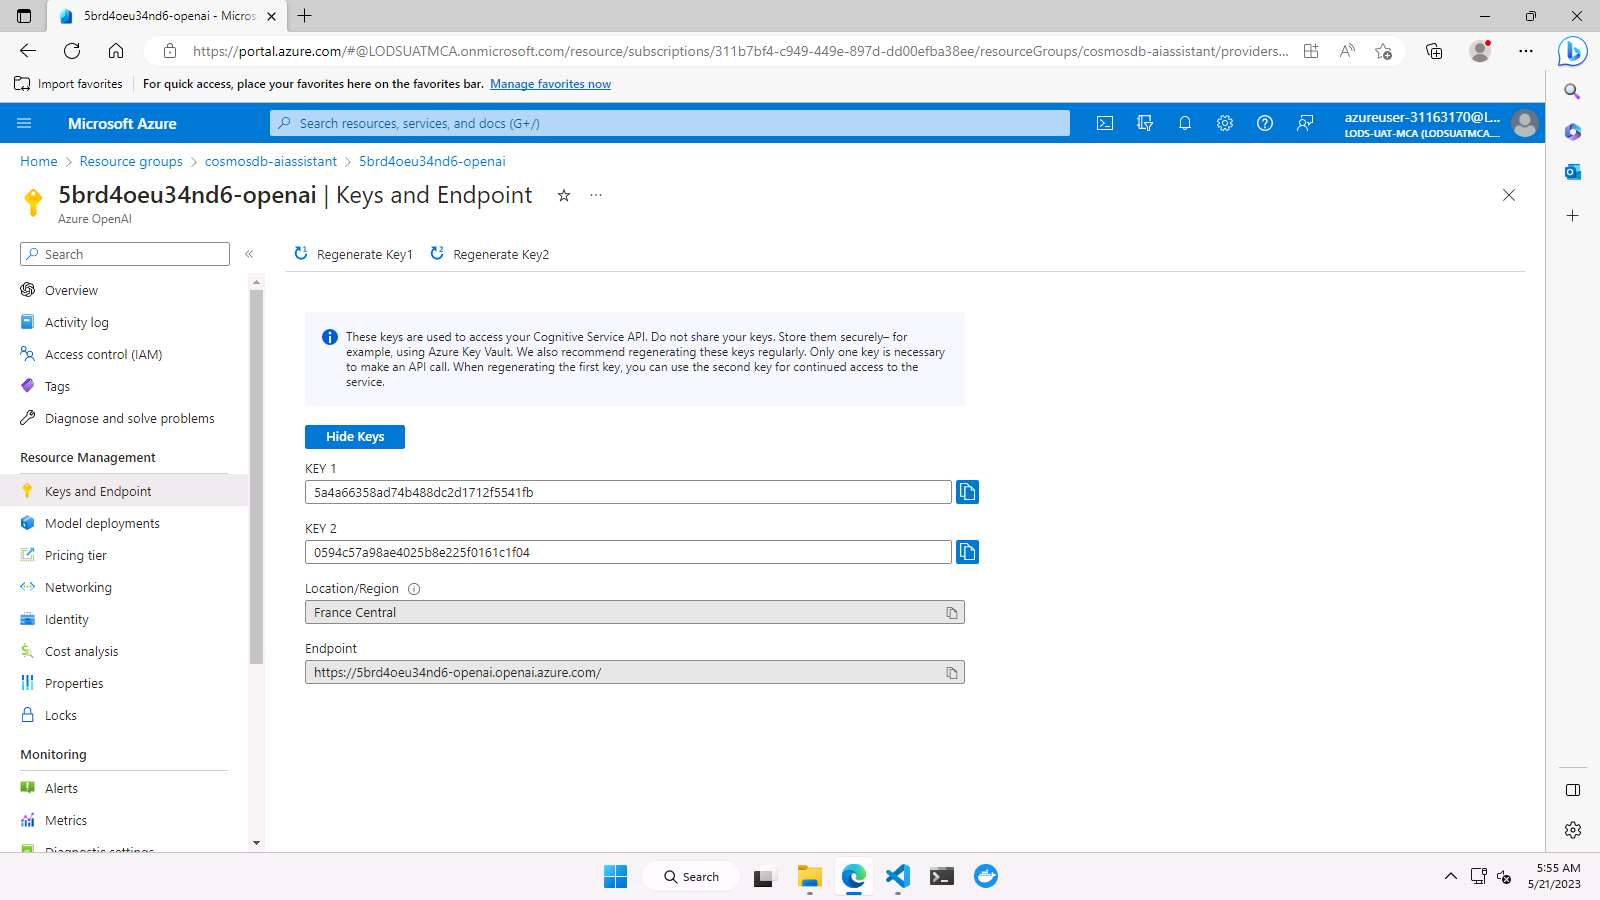 5brd4oeu34nd6-openai - Micros
https://portal.azure.com/#@LODSUATMCA.onmicrosoft.com/resource/subscriptions/311b7bf4-c949-449e-897d-dd00efba38ee/resourceGroups/cosmosdb-aiassistant/providers...
Import favorites
For quick access, place your favorites here on the favorites bar. Manage favorites now
Microsoft Azure
Search resources, services, and docs (G+/)
azureuser-31163170@L...
LODS-UAT-MCA (LODSUATMCA....
Home > Resource groups > cosmosdb-aiassistant > 5brd4oeu34nd6-openai
5brd4oeu34nd6-openai | Keys and Endpoint
Azure OpenAI
Search
Overview
Activity log
Access control (IAM)
Tags
Diagnose and solve problems
Resource Management
Keys and Endpoint
Model deployments
Pricing tier
Networking
Identity
Cost analysis
Properties
Locks
Monitoring
Alerts
Metrics
Diagnostic settings
Regenerate Key1
Regenerate Key2
These keys are used to access your Cognitive Service API. Do not share your keys. Store them securely– for
example, using Azure Key Vault. We also recommend regenerating these keys regularly. Only one key is necessary
to make an API call. When regenerating the first key, you can use the second key for continued access to the
service.
Hide Keys
KEY 1
5a4a66358ad74b488dc2d1712f5541fb
KEY 2
0594c57a98ae4025b8e225f0161c1f04
Location/Region
France Central
Endpoint
https://5brd4oeu34nd6-openai.openai.azure.com/
Search
5:55 AM
5/21/2023